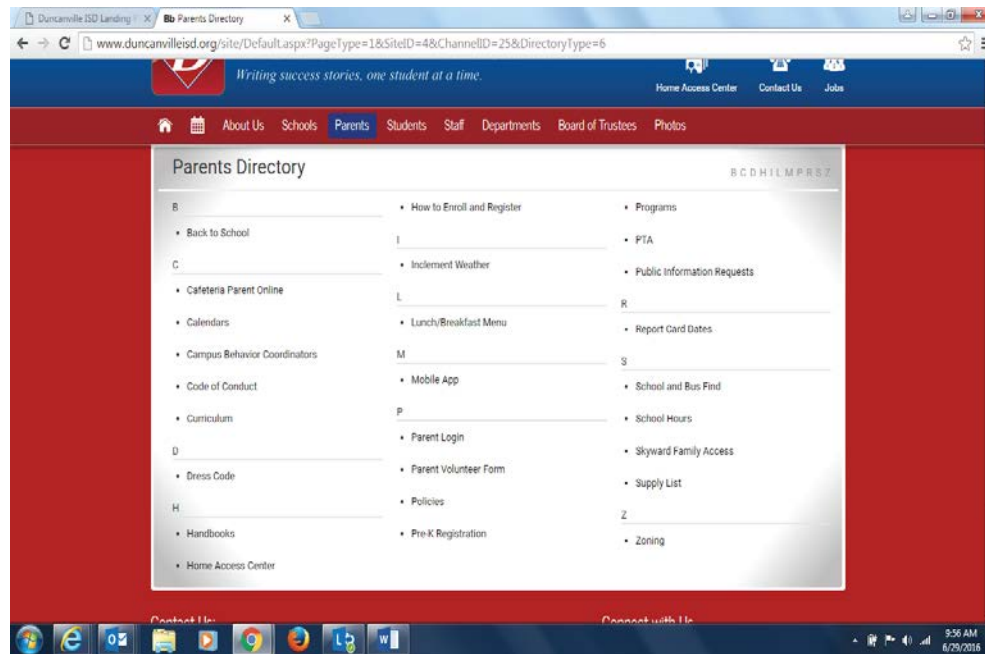 Duncanville ISD Landing
Bb Parents Directory
www.duncanvilleisd.org/site/Default.aspx?PageType=1&SiteID=4&ChannelID=25&DirectoryType=6
D
Writing success stories, one student at a time.
Home Access Center
Contact Us
Jobs
About Us
Schools
Parents
Students
Staff
Departments
Board of Trustees
Photos
Parents Directory
B C D H I L M P R S Z
B
• Back to School
C
• Cafeteria Parent Online
• Calendars
• Campus Behavior Coordinators
• Code of Conduct
• Curriculum
D
• Dress Code
H
• Handbooks
• Home Access Center
• How to Enroll and Register
I
• Inclement Weather
L
• Lunch/Breakfast Menu
M
• Mobile App
P
• Parent Login
• Parent Volunteer Form
• Policies
• Pre-K Registration
• Programs
• PTA
• Public Information Requests
R
• Report Card Dates
S
• School and Bus Find
• School Hours
• Skyward Family Access
• Supply List
Z
• Zoning
Contact Us:
Connect with Us
9:56 AM
6/29/2016